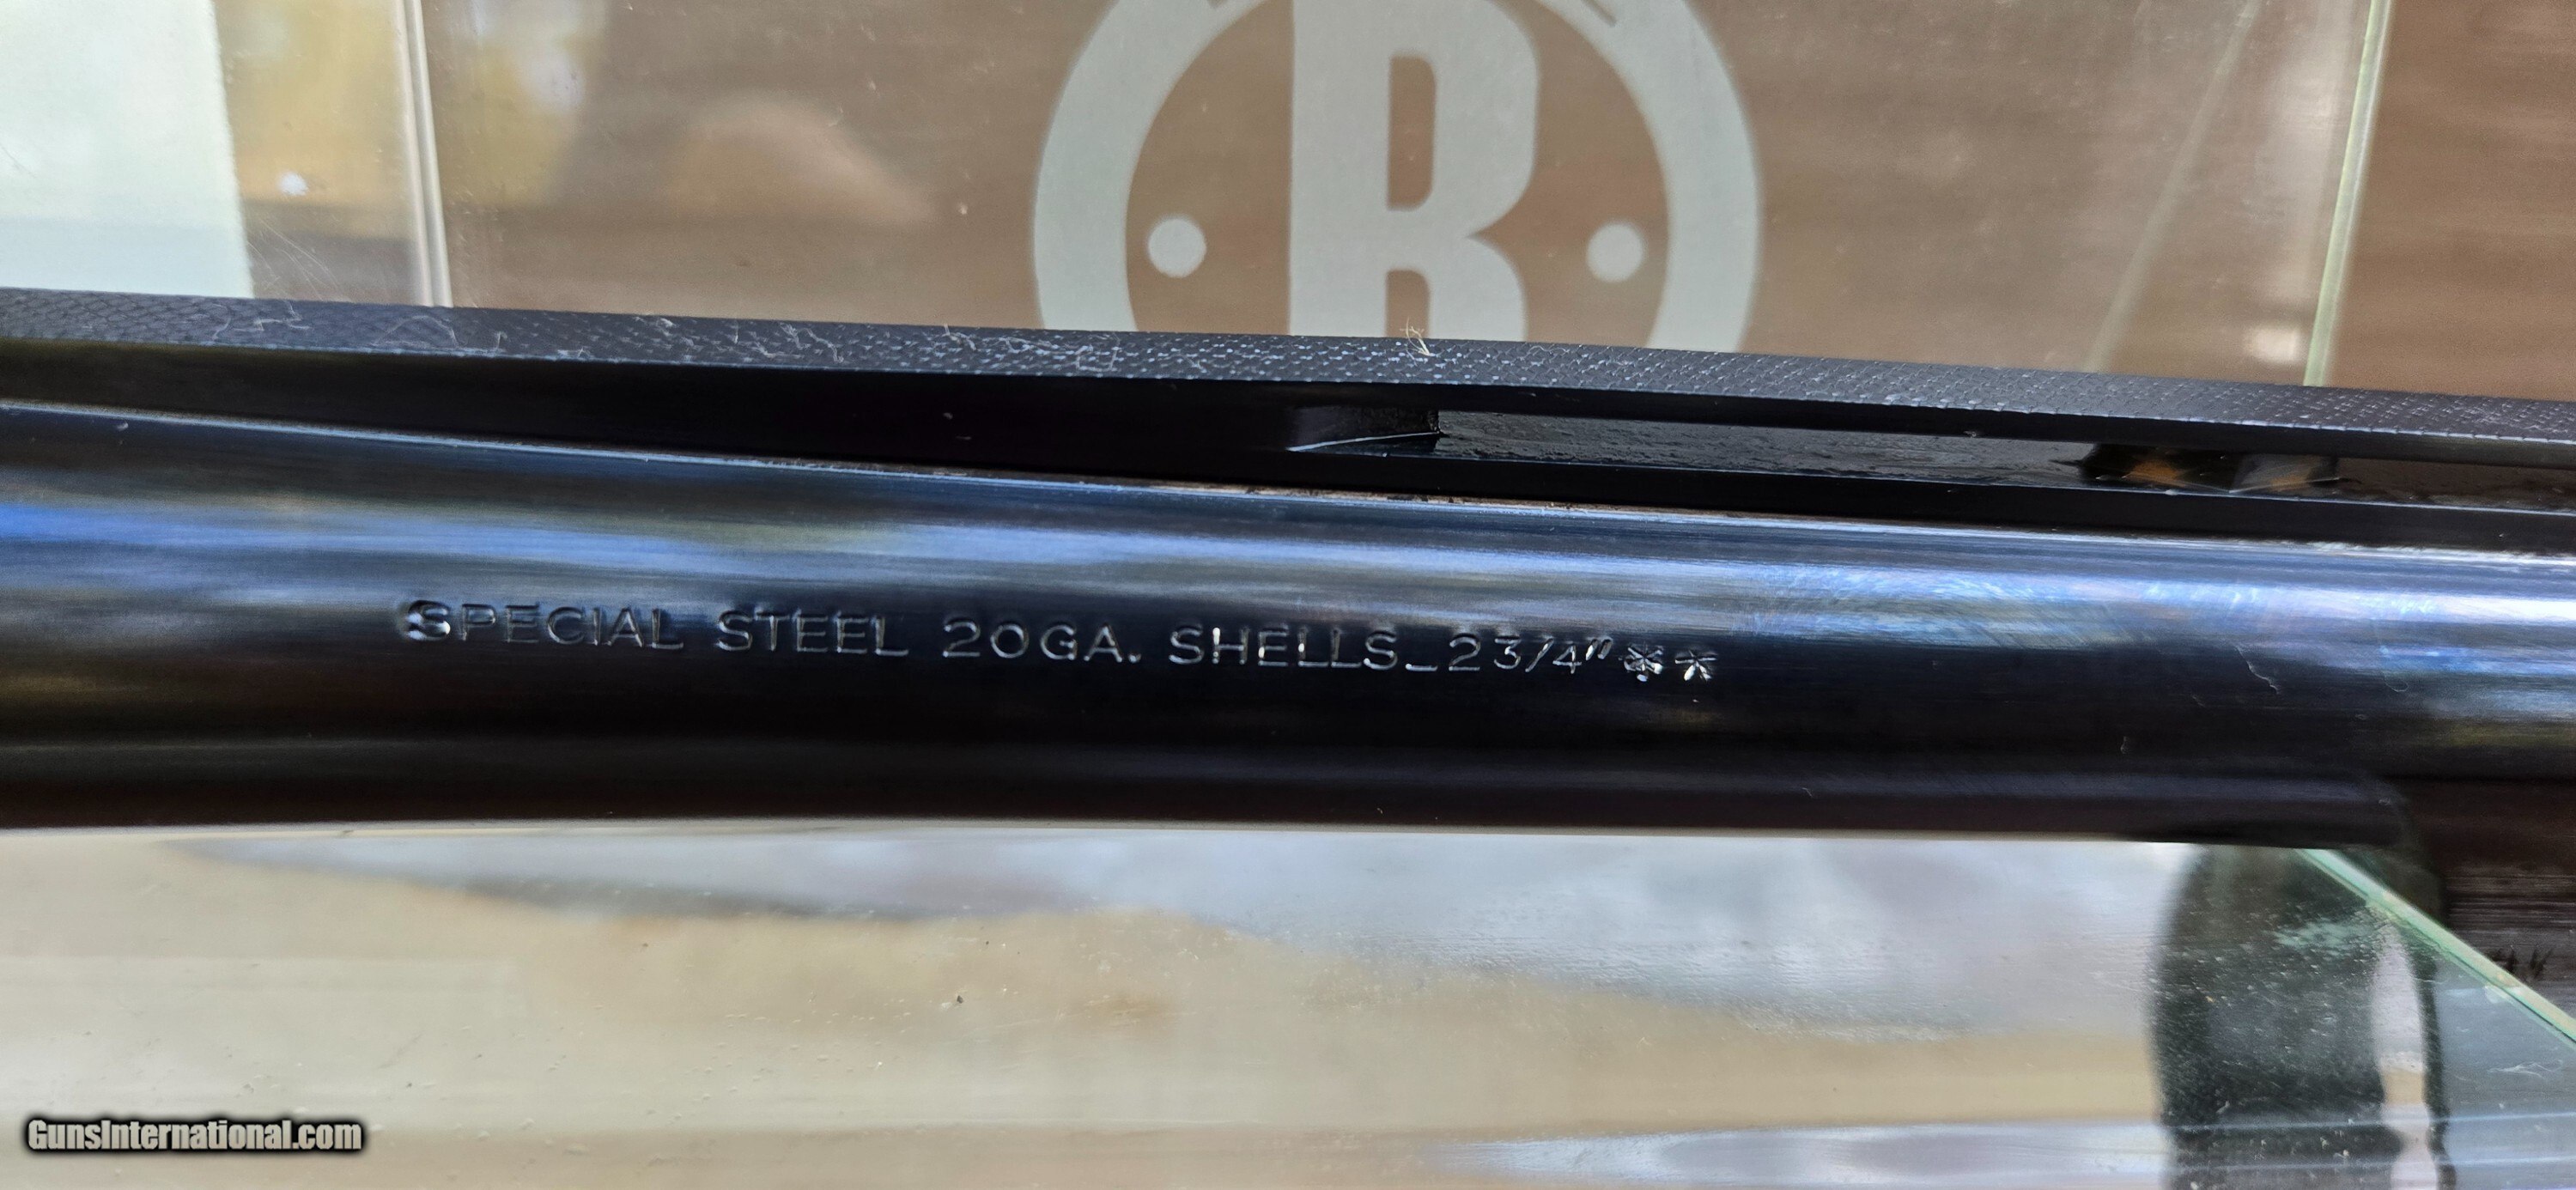 B
SPECIAL STEEL 20GA. SHELLS_2 3/4" **
GunsInternational.com